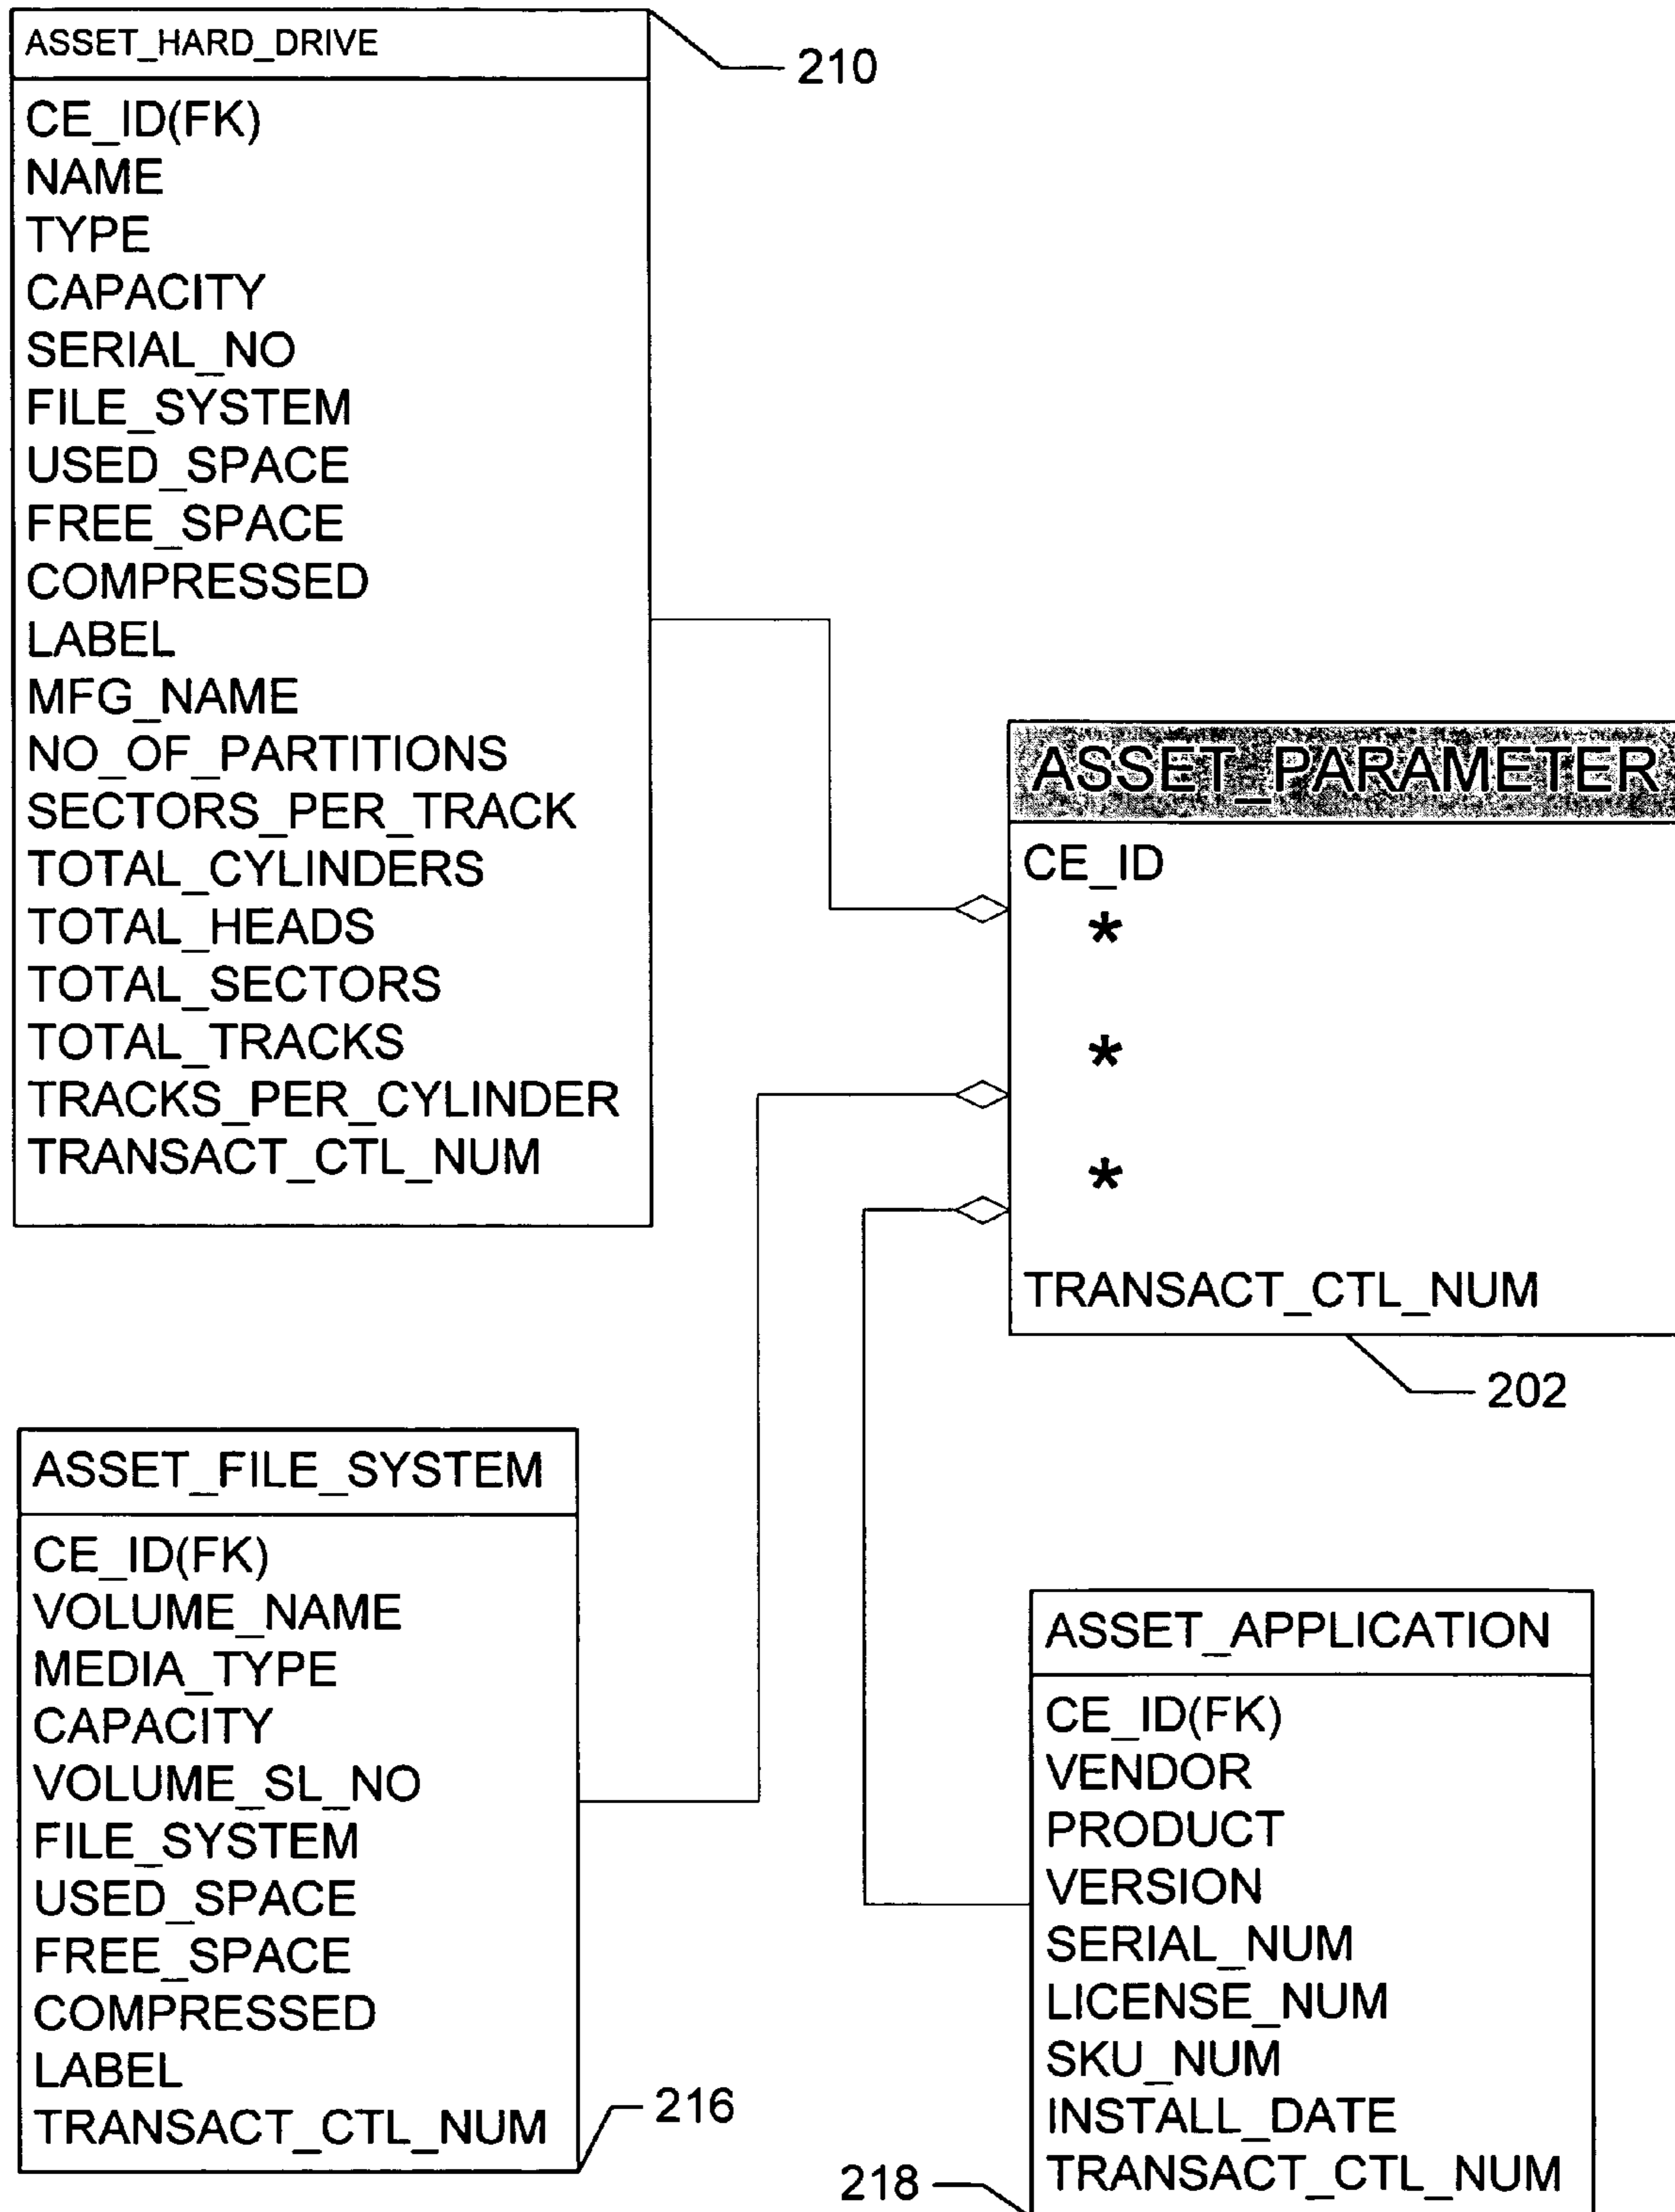 ASSET_HARD_DRIVE
210
CE_ID(FK)
NAME
TYPE
CAPACITY
SERIAL_NO
FILE_SYSTEM
USED_SPACE
FREE_SPACE
COMPRESSED
LABEL
MFG_NAME
NO_OF_PARTITIONS
SECTORS_PER_TRACK
TOTAL_CYLINDERS
TOTAL_HEADS
TOTAL_SECTORS
TOTAL_TRACKS
TRACKS_PER_CYLINDER
TRANSACT_CTL_NUM
ASSET_PARAMETER
CE_ID
*
*
*
TRANSACT_CTL_NUM
202
ASSET_FILE_SYSTEM
CE_ID(FK)
VOLUME_NAME
MEDIA_TYPE
CAPACITY
VOLUME_SL_NO
FILE_SYSTEM
USED_SPACE
FREE_SPACE
COMPRESSED
LABEL
TRANSACT_CTL_NUM
216
ASSET_APPLICATION
CE_ID(FK)
VENDOR
PRODUCT
VERSION
SERIAL_NUM
LICENSE_NUM
SKU_NUM
INSTALL_DATE
TRANSACT_CTL_NUM
218